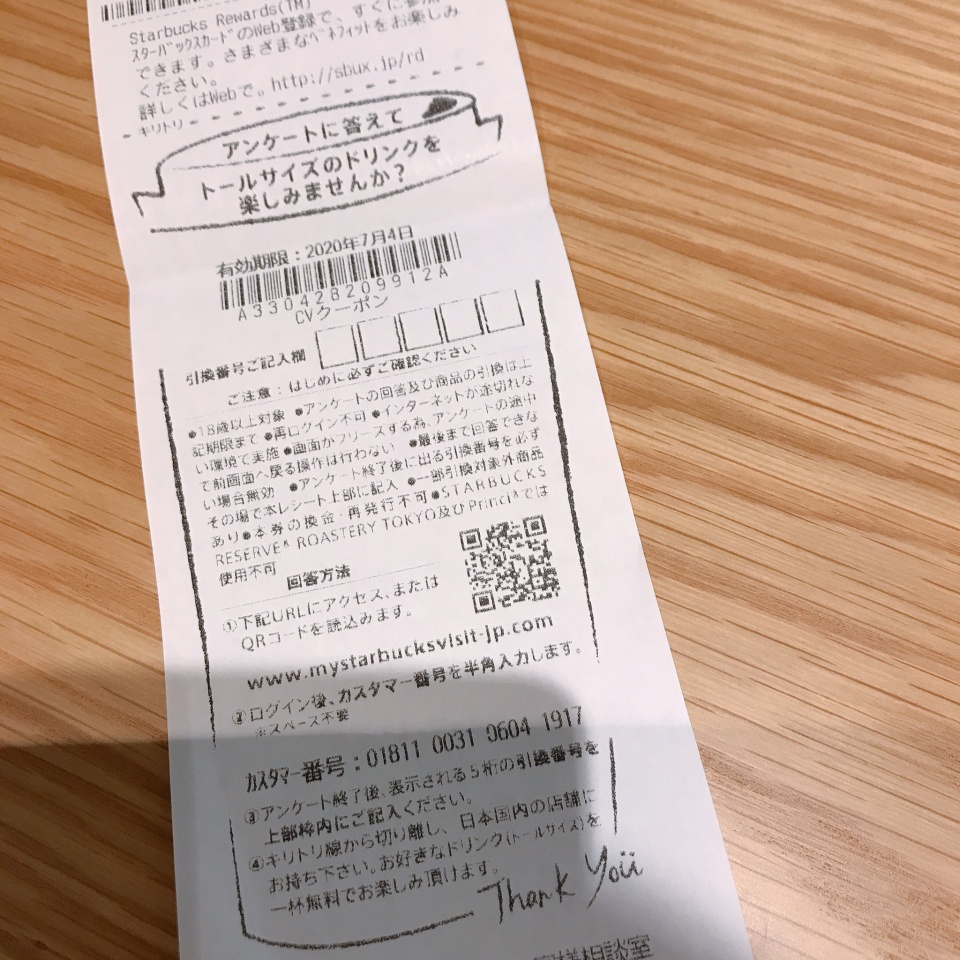 Starbucks Rewards(TM)
ｽﾀｰﾊﾞｯｸｽｶｰﾄﾞのWeb登録で、すぐに参加
できます。さまざまなﾍﾞﾈﾌｨｯﾄをお楽しみ
ください。
詳しくはWebで。http://sbux.jp/rd
キリトリ
アンケートに答えて
トールサイズのドリンクを
楽しみませんか？
有効期限：2020年7月4日
A330428209912A
CVクーポン
引換番号ご記入欄
ご注意：はじめに必ずご確認ください
●18歳以上対象 ●アンケートの回答及び商品の引換は上
記期限まで ●再ログイン不可 ●インターネットが途切れな
い環境で実施 ●画面がフリーズする為、アンケートの途中
で前画面へ戻る操作は行わない ●最後まで回答できな
い場合無効 ●アンケート終了後に出る引換番号を必ず
その場で本レシート上部に記入 ●一部引換対象外商品
あり ●本券の換金・再発行不可 ●STARBUCKS
RESERVE® ROASTERY TOKYO及びPrinci®では
使用不可
回答方法
①下記URLにアクセス、または
QRコードを読込みます。
www.mystarbucksvisit-jp.com
②ログイン後、カスタマー番号を半角入力します。
※スペース不要
ｶｽﾀﾏｰ番号：01811 0031 0604 1917
③アンケート終了後、表示される5桁の引換番号を
上部枠内にご記入ください。
④キリトリ線から切り離し、日本国内の店舗に
お持ち下さい。お好きなドリンク(トールサイズ)を
一杯無料でお楽しみ頂けます。
Thank You
客様相談室